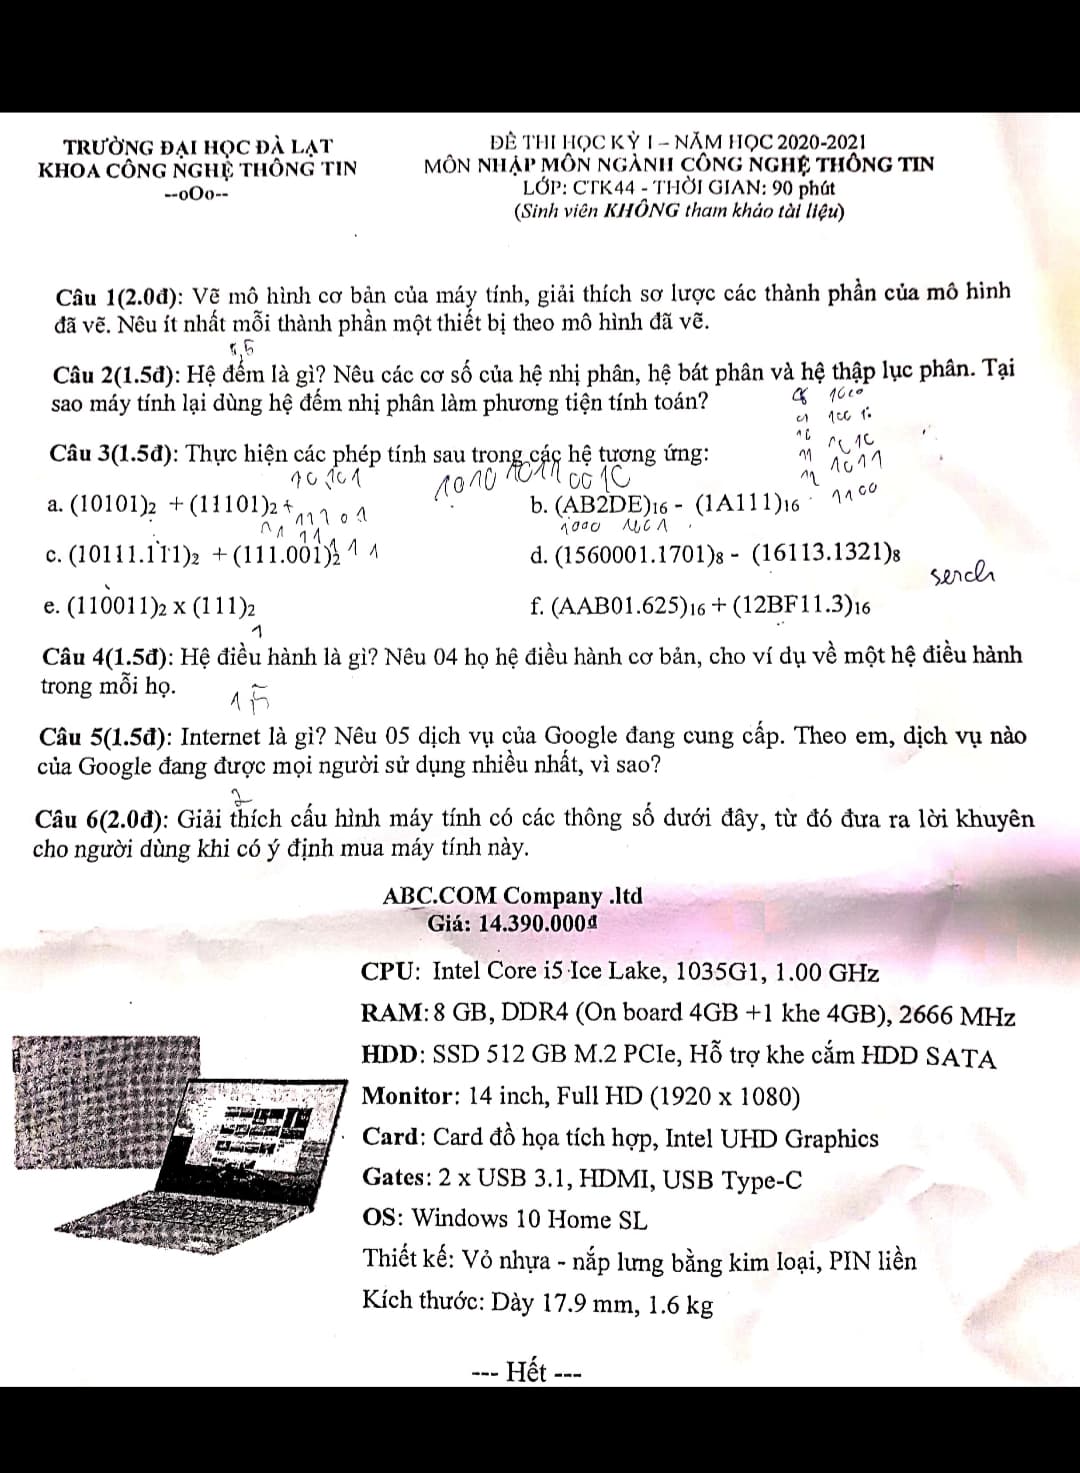 TRƯỜNG ĐẠI HỌC ĐÀ LẠT
KHOA CÔNG NGHỆ THÔNG TIN
--oOo--
ĐỀ THI HỌC KỲ I – NĂM HỌC 2020-2021
MÔN NHẬP MÔN NGÀNH CÔNG NGHỆ THÔNG TIN
LỚP: CTK44 - THỜI GIAN: 90 phút
(Sinh viên KHÔNG tham khảo tài liệu)
Câu 1(2.0đ): Vẽ mô hình cơ bản của máy tính, giải thích sơ lược các thành phần của mô hình
đã vẽ. Nêu ít nhất mỗi thành phần một thiết bị theo mô hình đã vẽ.
Câu 2(1.5đ): Hệ đếm là gì? Nêu các cơ số của hệ nhị phân, hệ bát phân và hệ thập lục phân. Tại
sao máy tính lại dùng hệ đếm nhị phân làm phương tiện tính toán?
Câu 3(1.5đ): Thực hiện các phép tính sau trong các hệ tương ứng:
a. (10101)2 + (11101)2
b. (AB2DE)16 - (1A111)16
c. (10111.111)2 + (111.001)2
d. (1560001.1701)8 - (16113.1321)8
serch
e. (110011)2 x (111)2
f. (AAB01.625)16 + (12BF11.3)16
Câu 4(1.5đ): Hệ điều hành là gì? Nêu 04 họ hệ điều hành cơ bản, cho ví dụ về một hệ điều hành
trong mỗi họ.
Câu 5(1.5đ): Internet là gì? Nêu 05 dịch vụ của Google đang cung cấp. Theo em, dịch vụ nào
của Google đang được mọi người sử dụng nhiều nhất, vì sao?
Câu 6(2.0đ): Giải thích cấu hình máy tính có các thông số dưới đây, từ đó đưa ra lời khuyên
cho người dùng khi có ý định mua máy tính này.
ABC.COM Company .ltd
Giá: 14.390.000₫
CPU: Intel Core i5 Ice Lake, 1035G1, 1.00 GHz
RAM: 8 GB, DDR4 (On board 4GB +1 khe 4GB), 2666 MHz
HDD: SSD 512 GB M.2 PCIe, Hỗ trợ khe cắm HDD SATA
Monitor: 14 inch, Full HD (1920 x 1080)
Card: Card đồ họa tích hợp, Intel UHD Graphics
Gates: 2 x USB 3.1, HDMI, USB Type-C
OS: Windows 10 Home SL
Thiết kế: Vỏ nhựa - nắp lưng bằng kim loại, PIN liền
Kích thước: Dày 17.9 mm, 1.6 kg
--- Hết ---